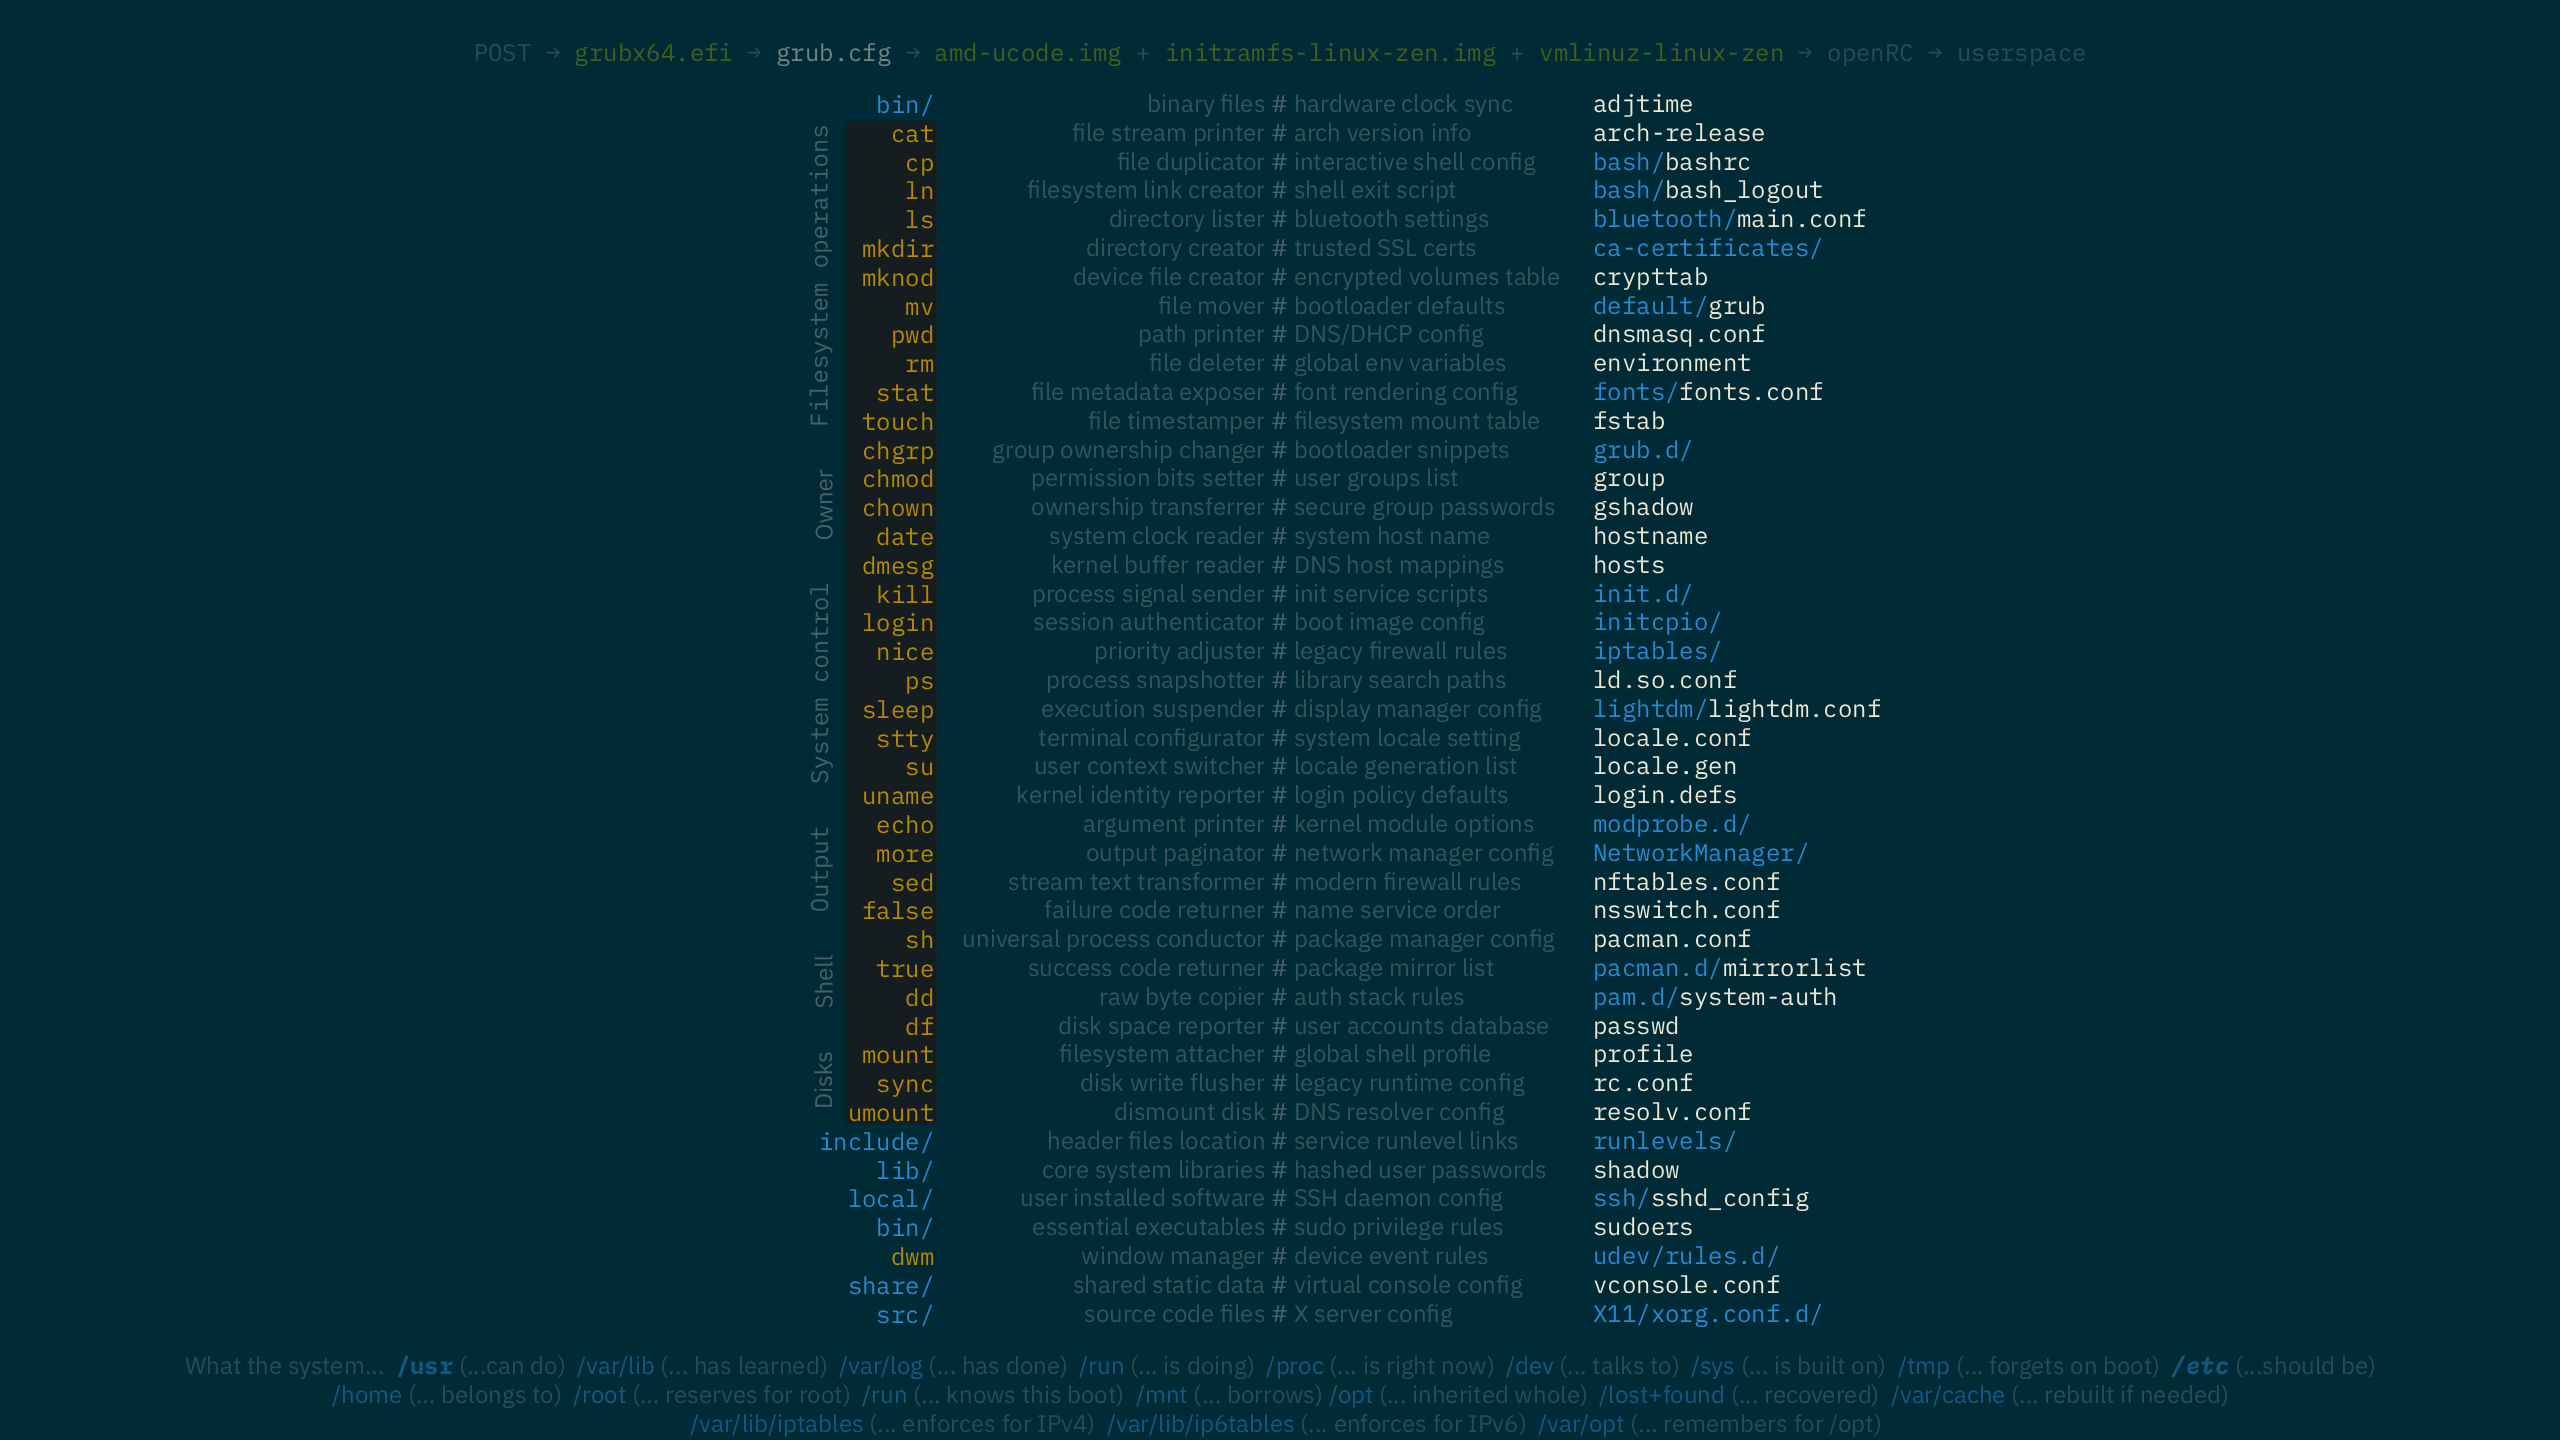 POST → grubx64.efi → grub.cfg → amd-ucode.img + initramfs-linux-zen.img + vmlinuz-linux-zen → openRC → userspace
bin/ binary files # hardware clock sync adjtime
cat file stream printer # arch version info arch-release
cp file duplicator # interactive shell config bash/bashrc
ln filesystem link creator # shell exit script bash/bash_logout
ls directory lister # bluetooth settings bluetooth/main.conf
mkdir directory creator # trusted SSL certs ca-certificates/
mknod device file creator # encrypted volumes table crypttab
mv file mover # bootloader defaults default/grub
pwd path printer # DNS/DHCP config dnsmasq.conf
rm file deleter # global env variables environment
stat file metadata exposer # font rendering config fonts/fonts.conf
touch file timestamper # filesystem mount table fstab
Filesystem operations
chgrp group ownership changer # bootloader snippets grub.d/
chmod permission bits setter # user groups list group
chown ownership transferrer # secure group passwords gshadow
Owner
date system clock reader # system host name hostname
dmesg kernel buffer reader # DNS host mappings hosts
kill process signal sender # init service scripts init.d/
login session authenticator # boot image config initcpio/
nice priority adjuster # legacy firewall rules iptables/
ps process snapshotter # library search paths ld.so.conf
sleep execution suspender # display manager config lightdm/lightdm.conf
stty terminal configurator # system locale setting locale.conf
su user context switcher # locale generation list locale.gen
uname kernel identity reporter # login policy defaults login.defs
System control
echo argument printer # kernel module options modprobe.d/
more output paginator # network manager config NetworkManager/
sed stream text transformer # modern firewall rules nftables.conf
Output
false failure code returner # name service order nsswitch.conf
sh universal process conductor # package manager config pacman.conf
true success code returner # package mirror list pacman.d/mirrorlist
Shell
dd raw byte copier # auth stack rules pam.d/system-auth
df disk space reporter # user accounts database passwd
mount filesystem attacher # global shell profile profile
sync disk write flusher # legacy runtime config rc.conf
umount dismount disk # DNS resolver config resolv.conf
Disks
include/ header files location # service runlevel links runlevels/
lib/ core system libraries # hashed user passwords shadow
local/ user installed software # SSH daemon config ssh/sshd_config
bin/ essential executables # sudo privilege rules sudoers
dwm window manager # device event rules udev/rules.d/
share/ shared static data # virtual console config vconsole.conf
src/ source code files # X server config X11/xorg.conf.d/
What the system... /usr (...can do) /var/lib (... has learned) /var/log (... has done) /run (... is doing) /proc (... is right now) /dev (... talks to) /sys (... is built on) /tmp (... forgets on boot) /etc (...should be)
/home (... belongs to) /root (... reserves for root) /run (... knows this boot) /mnt (... borrows) /opt (... inherited whole) /lost+found (... recovered) /var/cache (... rebuilt if needed)
/var/lib/iptables (... enforces for IPv4) /var/lib/ip6tables (... enforces for IPv6) /var/opt (... remembers for /opt)